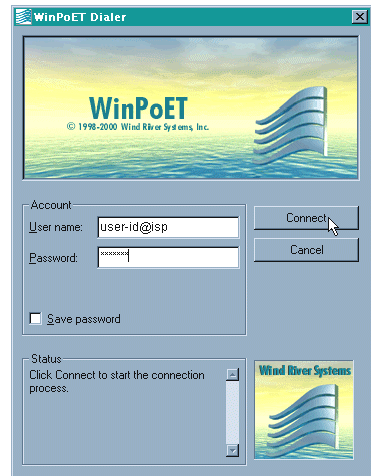 WinPoET Dialer
WinPoET
© 1998-2000 Wind River Systems, Inc.
Account
User name: user-id@isp
Connect
Password: xxxxxxx
Cancel
Save password
Status
Click Connect to start the connection
process.
Wind River Systems